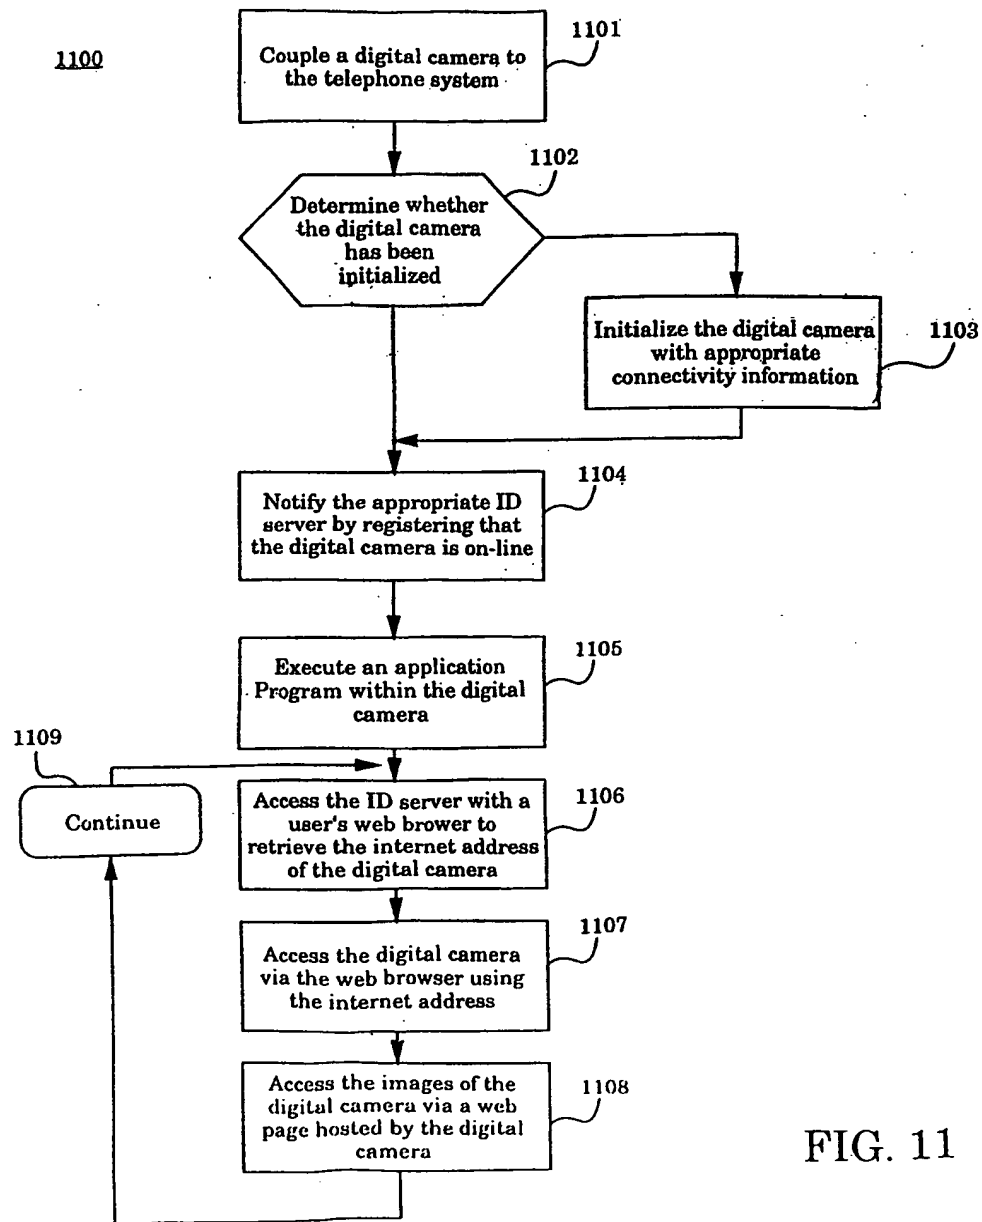 1100
1101
Couple a digital camera to
the telephone system
1102
Determine whether
the digital camera
has been
initialized
1103
Initialize the digital camera
with appropriate
connectivity information
1104
Notify the appropriate ID
server by registering that
the digital camera is on-line
1105
Execute an application
Program within the digital
camera
1109
Continue
1106
Access the ID server with a
user's web brower to
retrieve the internet address
of the digital camera
1107
Access the digital camera
via the web browser using
the internet address
1108
Access the images of the
digital camera via a web
page hosted by the digital
camera
FIG. 11